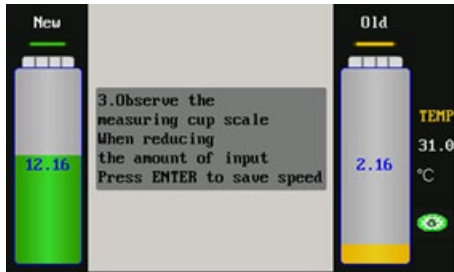 New
Old
3.Observe the
measuring cup scale
When reducing
the amount of input
Press ENTER to save speed
12.16
2.16
TEMP
31.0
°C